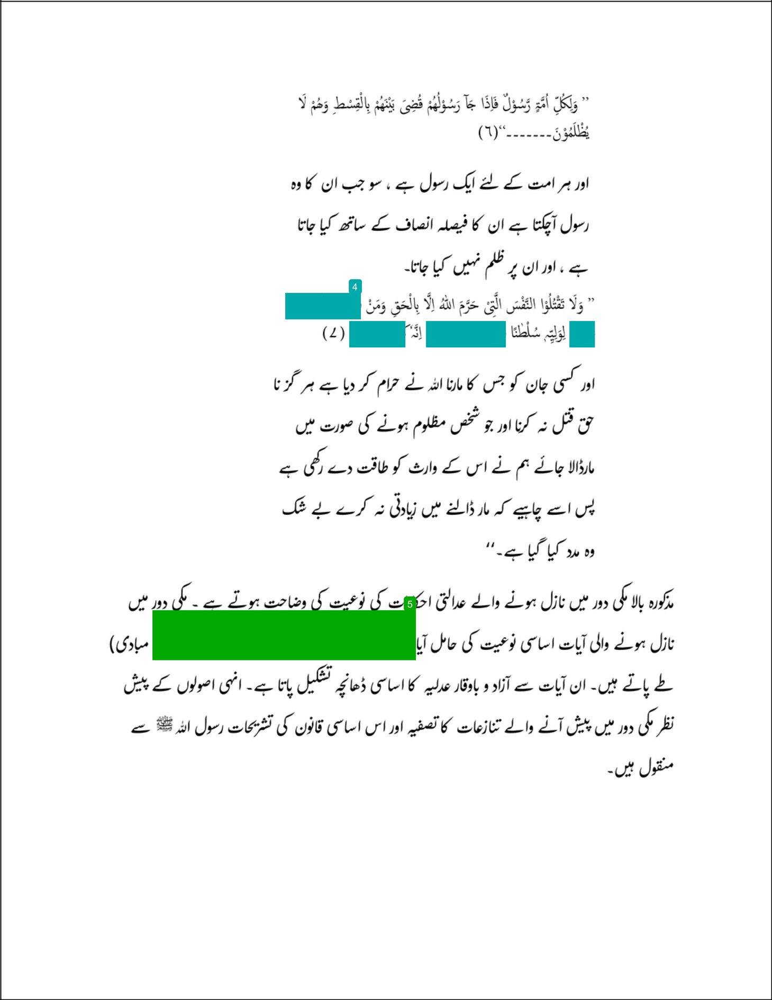 ” وَلِكُلِّ اُمَّةٍ رَّسُوْلٌ فَاِذَا جَآ رَسُوْلُهُمْ قُضِیَ بَیْنَهُمْ بِالْقِسْطِ وَهُمْ لَا
یُظْلَمُوْنَ۔۔۔۔۔۔۔“(٦)
اور ہر امت کے لئے ایک رسول ہے ، سو جب ان کا وہ
رسول آچکتا ہے ان کا فیصلہ انصاف کے ساتھ کیا جاتا
ہے ، اور ان پر ظلم نہیں کیا جاتا۔
4
” وَلَا تَقْتُلُوْا النَّفْسَ الَّتِیْ حَرَّمَ اللهُ اِلَّا بِالْحَقِ وَمَنْ
لِوَلِیِّہٖ سُلْطٰنًا اِنَّہٗ (۷)
اور کسی جان کو جس کا مارنا اللہ نے حرام کر دیا ہے ہر گز نا
حق قتل نہ کرنا اور جو شخص مظلوم ہونے کی صورت میں
مارڈالا جائے ہم نے اس کے وارث کو طاقت دے رکھی ہے
پس اسے چاہیے کہ مار ڈالنے میں زیادتی نہ کرے بے شک
وہ مدد کیا گیا ہے۔“
مذکورہ بالا مکی دور میں نازل ہونے والے عدالتی کی نوعیت کی وضاحت ہوتے ہے ۔ مکی دور میں
5
نازل ہونے والی آیات اساسی نوعیت کی حامل مبادی)
طے پاتے ہیں۔ ان آیات سے آزاد و باوقار عدلیہ کا اساسی ڈھانچہ تشکیل پاتا ہے۔ انہی اصولوں کے پیش
نظر مکی دور میں پیش آنے والے تنازعات کا تصفیہ اور اس اساسی قانون کی تشریحات رسول اللہ ﷺ سے
منقول ہیں۔